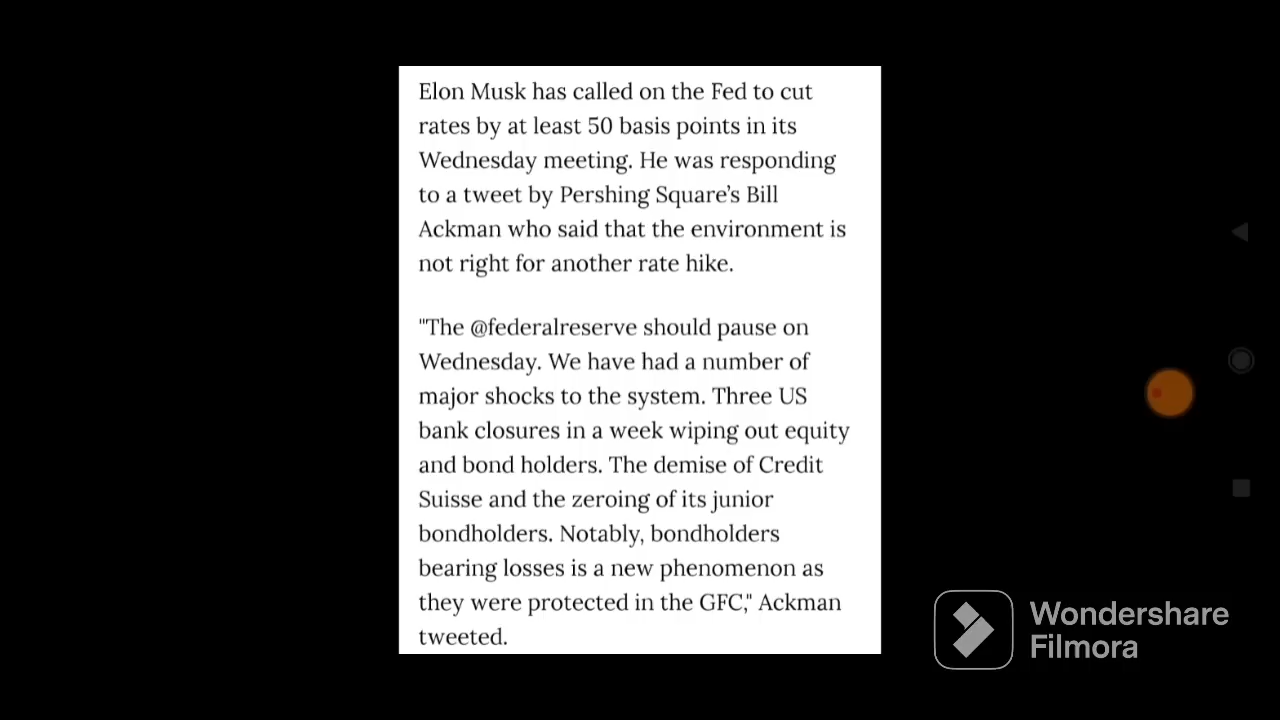 Elon Musk has called on the Fed to cut
rates by at least 50 basis points in its
Wednesday meeting. He was responding
to a tweet by Pershing Square’s Bill
Ackman who said that the environment is
not right for another rate hike.
"The @federalreserve should pause on
Wednesday. We have had a number of
major shocks to the system. Three US
bank closures in a week wiping out equity
and bond holders. The demise of Credit
Suisse and the zeroing of its junior
bondholders. Notably, bondholders
bearing losses is a new phenomenon as
they were protected in the GFC," Ackman
tweeted.
Wondershare
Filmora